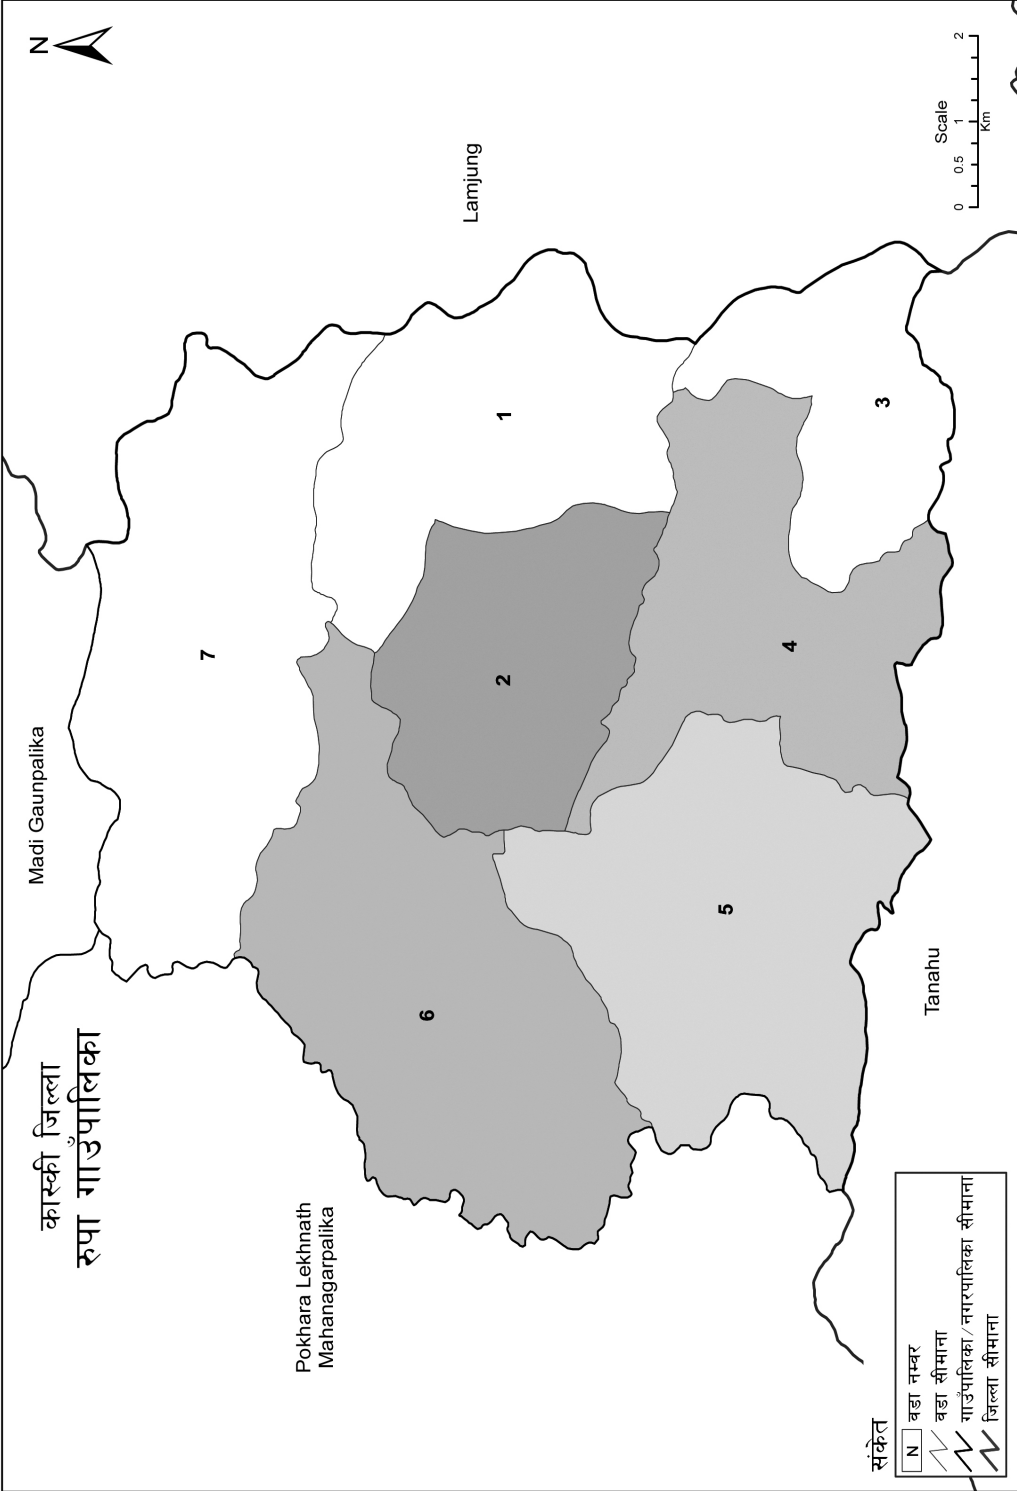 कास्की जिल्ला
रुपा गाउँपालिका
N
Madi Gaunpalika
Lamjung
Pokhara Lekhnath
Mahanagarpalika
Tanahu
7
1
6
2
3
4
5
संकेत
N वडा नम्बर
वडा सीमाना
गाउँपालिका/नगरपालिका सीमाना
जिल्ला सीमाना
Scale
0 0.5 1 2
Km